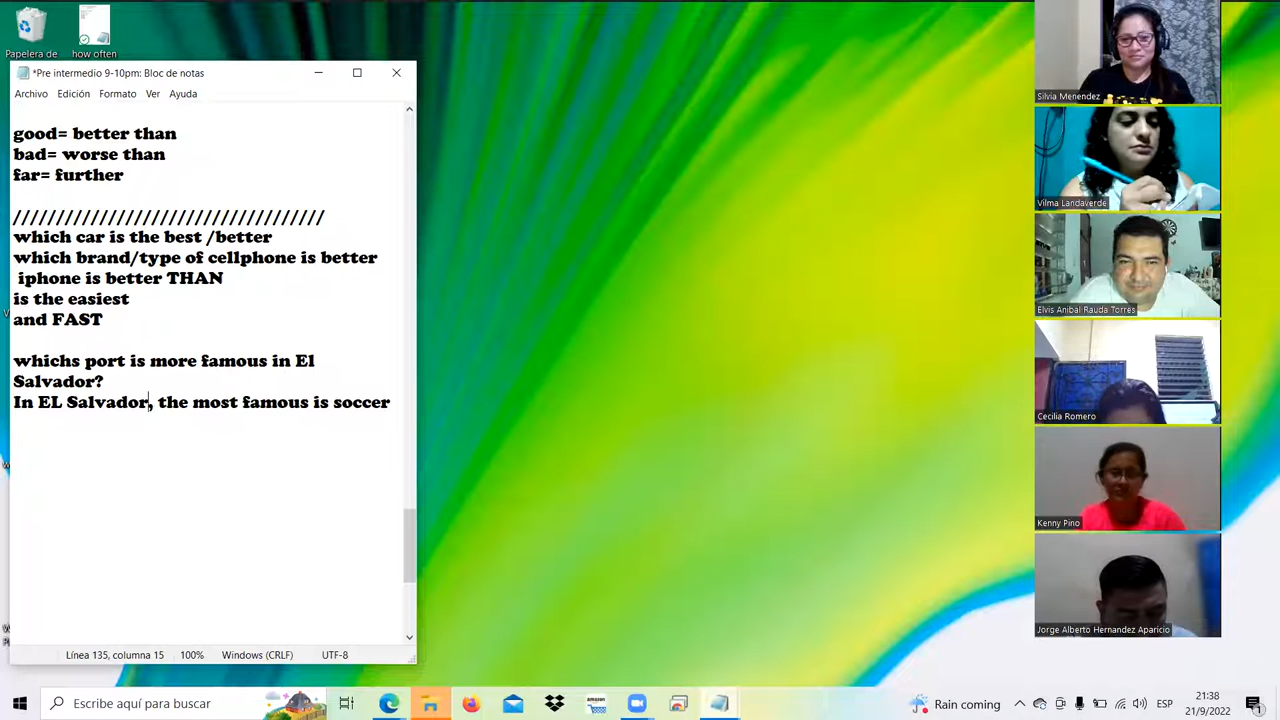 Papelera de
how often
*Pre intermedio 9-10pm: Bloc de notas
Archivo Edición Formato Ver Ayuda
good= better than
bad= worse than
far= further
///////////////////////////////////
which car is the best /better
which brand/type of cellphone is better
iphone is better THAN
is the easiest
and FAST
whichs port is more famous in El
Salvador?
In EL Salvador, the most famous is soccer
Línea 135, columna 15 100% Windows (CRLF) UTF-8
Silvia Menendez
Vilma Landaverde
Elvis Anibal Rauda Torres
Cecilia Romero
Kenny Pino
Jorge Alberto Hernandez Aparicio
Escribe aquí para buscar
amazon
Rain coming
ESP
21:38
21/9/2022
1